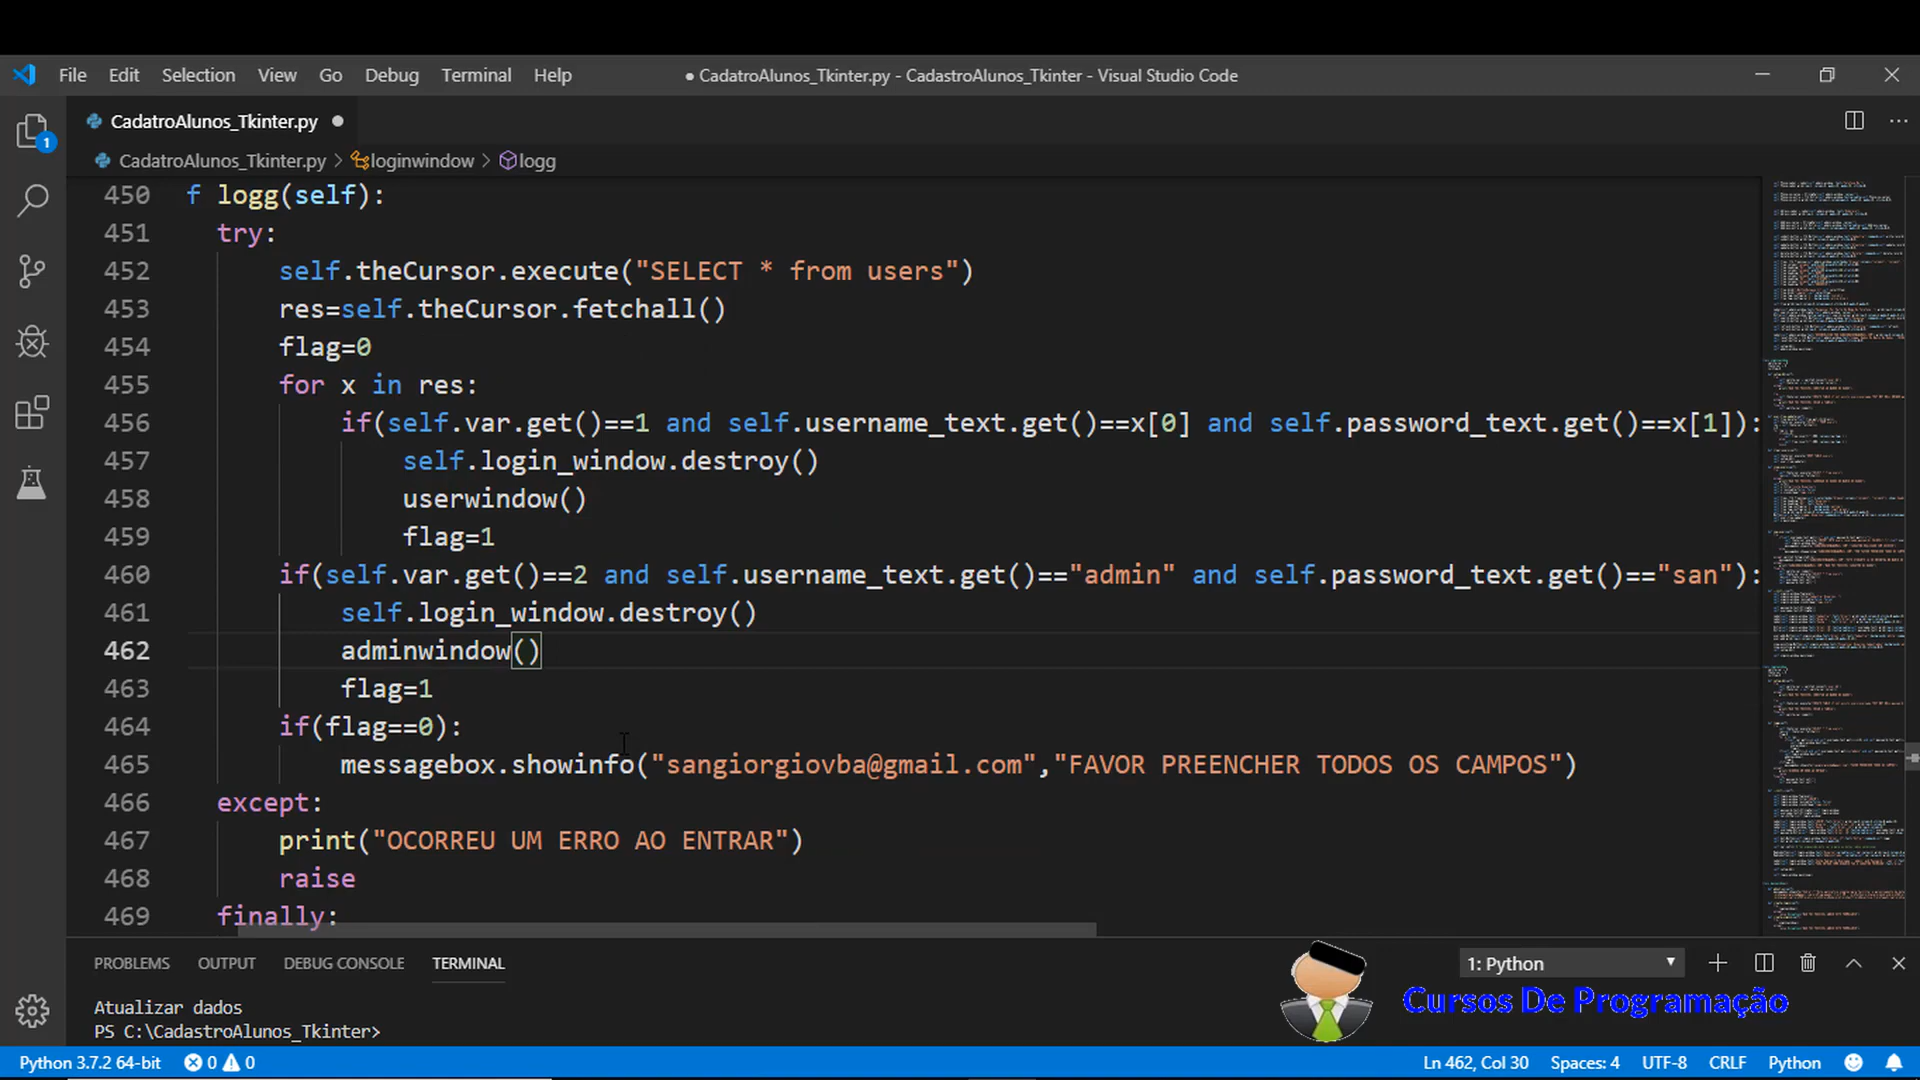 File Edit Selection View Go Debug Terminal Help ● CadatroAlunos_Tkinter.py - CadastroAlunos_Tkinter - Visual Studio Code
CadatroAlunos_Tkinter.py ●
CadatroAlunos_Tkinter.py > loginwindow > logg
450 f logg(self):
451 try:
452 self.theCursor.execute("SELECT * from users")
453 res=self.theCursor.fetchall()
454 flag=0
455 for x in res:
456 if(self.var.get()==1 and self.username_text.get()==x[0] and self.password_text.get()==x[1]):
457 self.login_window.destroy()
458 userwindow()
459 flag=1
460 if(self.var.get()==2 and self.username_text.get()=="admin" and self.password_text.get()=="san"):
461 self.login_window.destroy()
462 adminwindow()
463 flag=1
464 if(flag==0):
465 messagebox.showinfo("sangiorgiovba@gmail.com","FAVOR PREENCHER TODOS OS CAMPOS")
466 except:
467 print("OCORREU UM ERRO AO ENTRAR")
468 raise
469 finally:
PROBLEMS OUTPUT DEBUG CONSOLE TERMINAL 1: Python
Atualizar dados
PS C:\CadastroAlunos_Tkinter>
Cursos De Programação
Python 3.7.2 64-bit 0 0 Ln 462, Col 30 Spaces: 4 UTF-8 CRLF Python
1